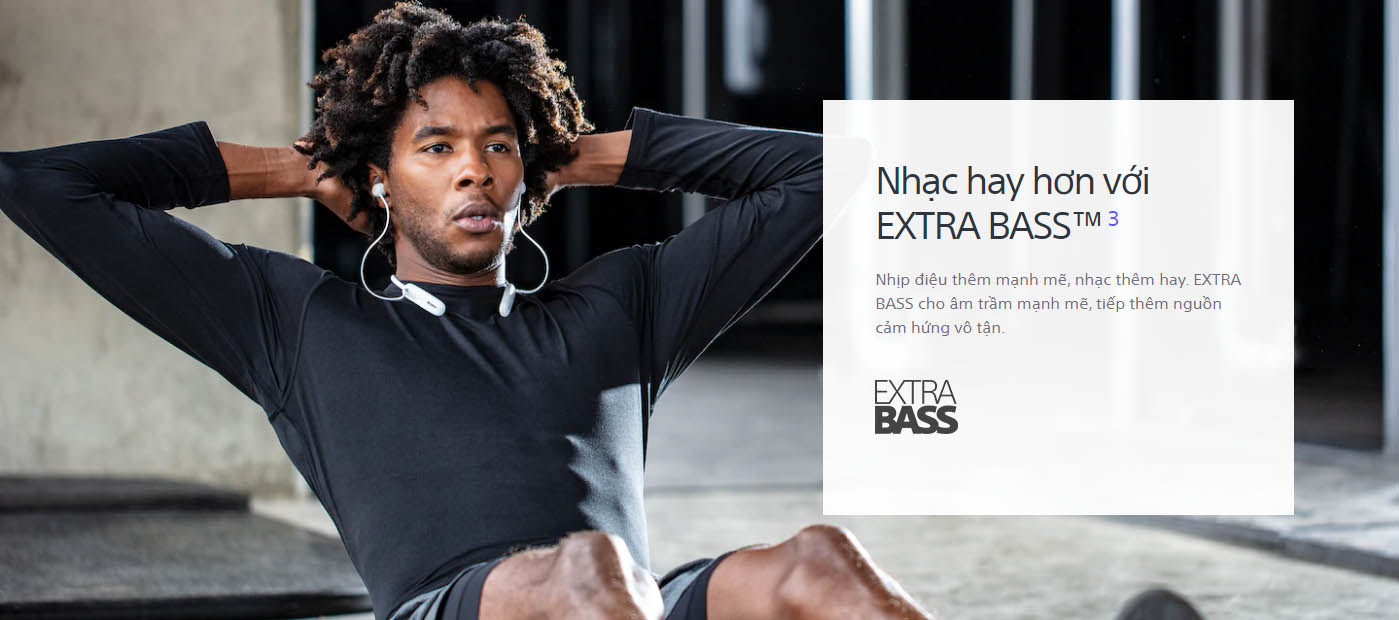 Nhạc hay hơn với
EXTRA BASS™ 3
Nhịp điệu thêm mạnh mẽ, nhạc thêm hay. EXTRA
BASS cho âm trầm mạnh mẽ, tiếp thêm nguồn
cảm hứng vô tận.
EXTRA
BASS